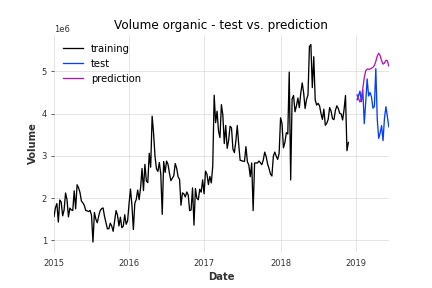 Volume organic - test vs. prediction
1e6
training
test
prediction
5
4
3
2
1
Volume
2015 2016 2017 2018 2019
Date